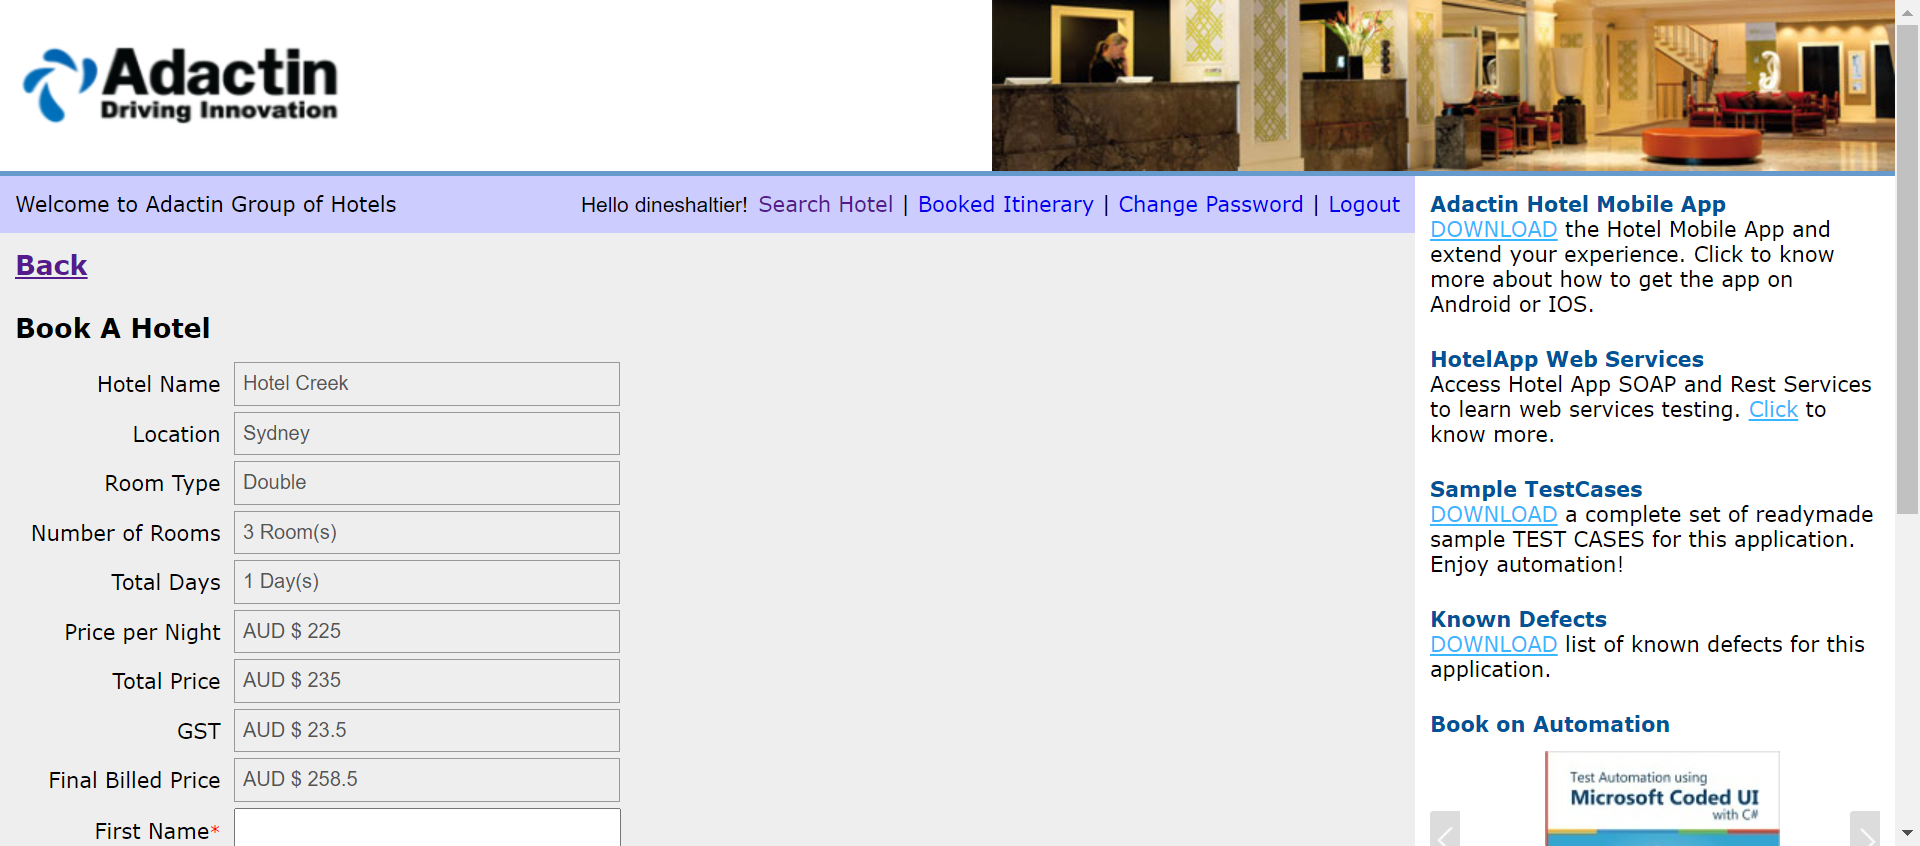 Adactin
Driving Innovation
Welcome to Adactin Group of Hotels
Hello dineshaltier! Search Hotel | Booked Itinerary | Change Password | Logout
Back
Book A Hotel
Hotel Name Hotel Creek
Location Sydney
Room Type Double
Number of Rooms 3 Room(s)
Total Days 1 Day(s)
Price per Night AUD $ 225
Total Price AUD $ 235
GST AUD $ 23.5
Final Billed Price AUD $ 258.5
First Name*
Adactin Hotel Mobile App
DOWNLOAD the Hotel Mobile App and
extend your experience. Click to know
more about how to get the app on
Android or IOS.
HotelApp Web Services
Access Hotel App SOAP and Rest Services
to learn web services testing. Click to
know more.
Sample TestCases
DOWNLOAD a complete set of readymade
sample TEST CASES for this application.
Enjoy automation!
Known Defects
DOWNLOAD list of known defects for this
application.
Book on Automation
Test Automation using
Microsoft Coded UI
with C#